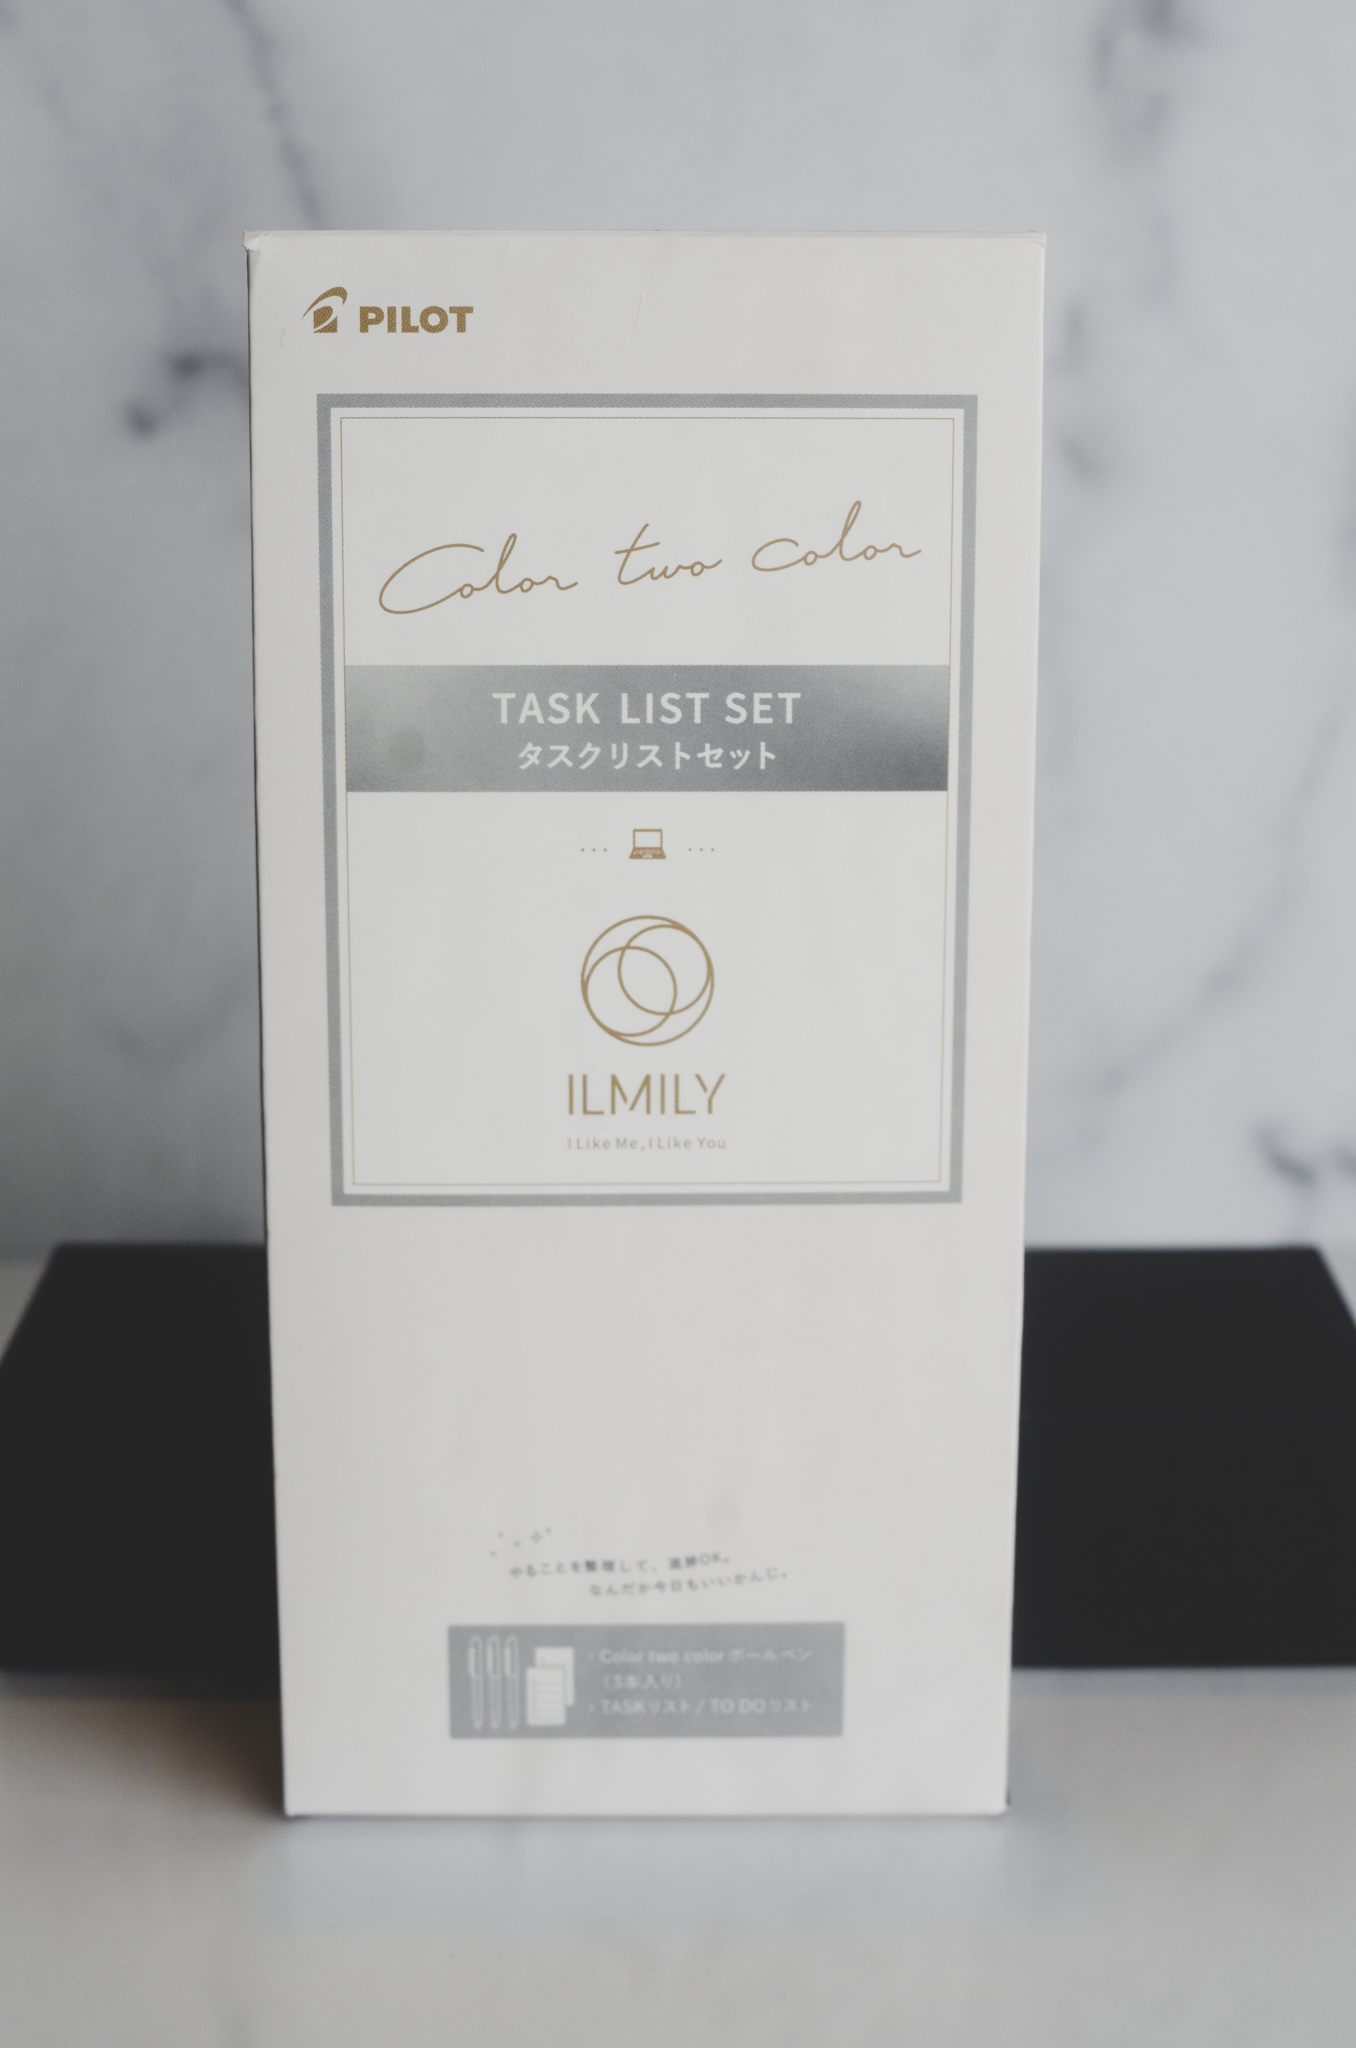 PILOT
Color two color
TASK LIST SET
タスクリストセット
ILMILY
I Like Me, I Like You
やることを整理して、進捗OK。
なんだか今日もいいかんじ。
・Color two color ボールペン
（3本入り）
・TASKリスト / TO DOリスト